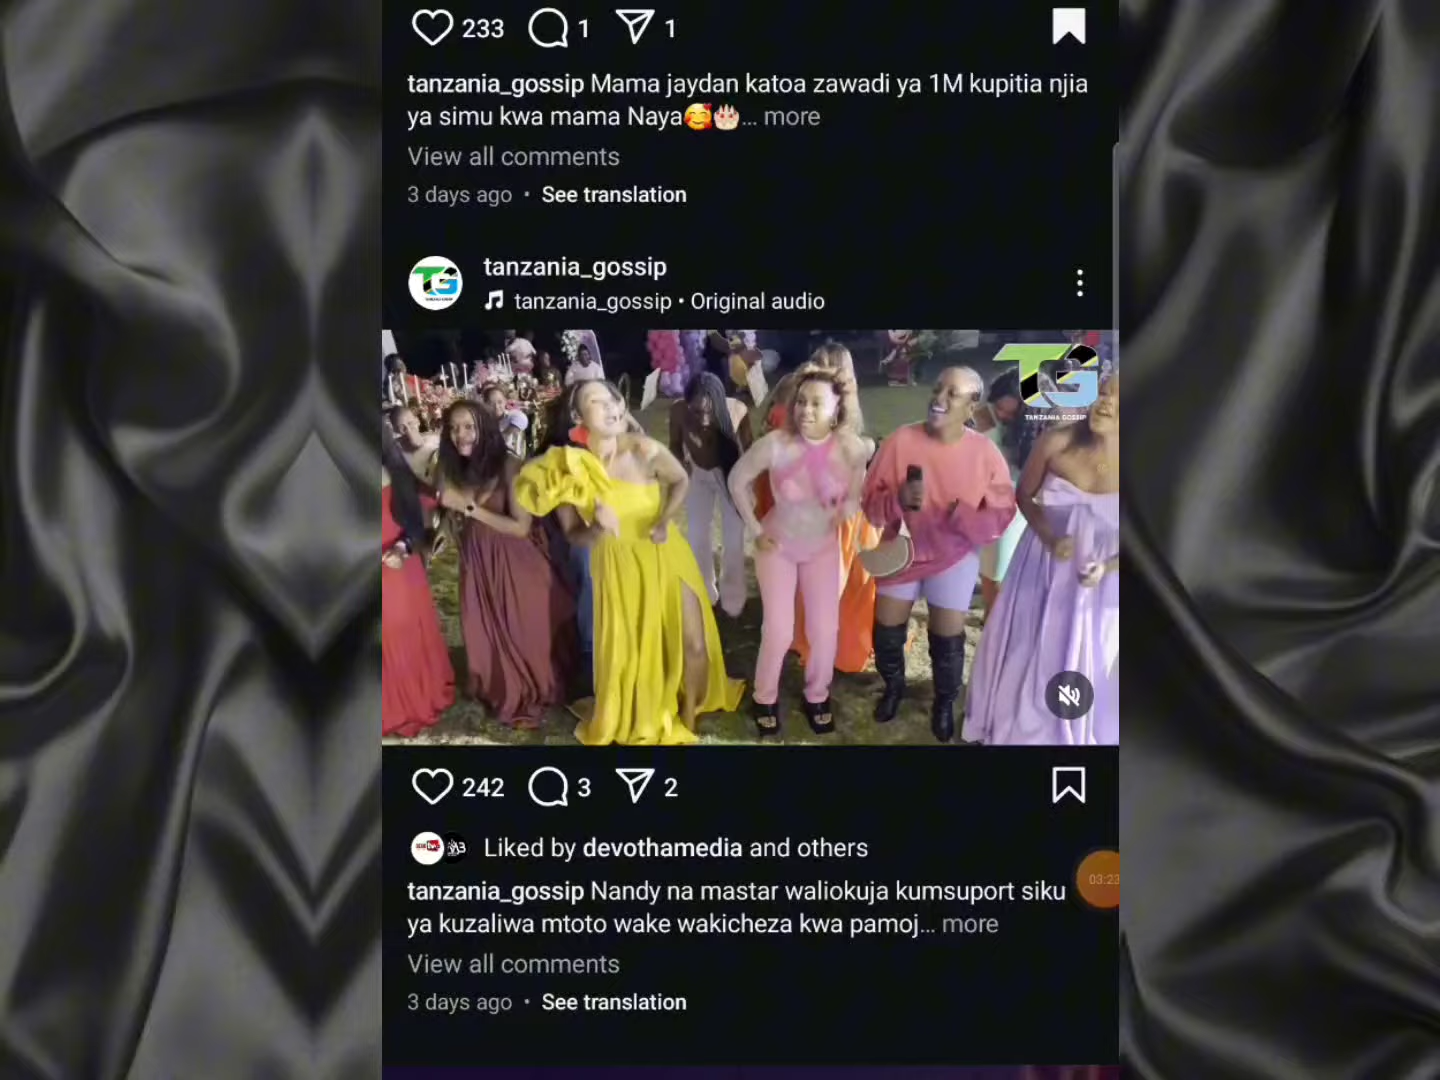 233 1 1
tanzania_gossip Mama jaydan katoa zawadi ya 1M kupitia njia
ya simu kwa mama Naya🥰🎂... more
View all comments
3 days ago • See translation
TG
tanzania_gossip
tanzania_gossip • Original audio
TG
TANZANIA GOSSIP
242 3 2
Liked by devothamedia and others
tanzania_gossip Nandy na mastar waliokuja kumsuport siku
ya kuzaliwa mtoto wake wakicheza kwa pamoj... more
03:23
View all comments
3 days ago • See translation